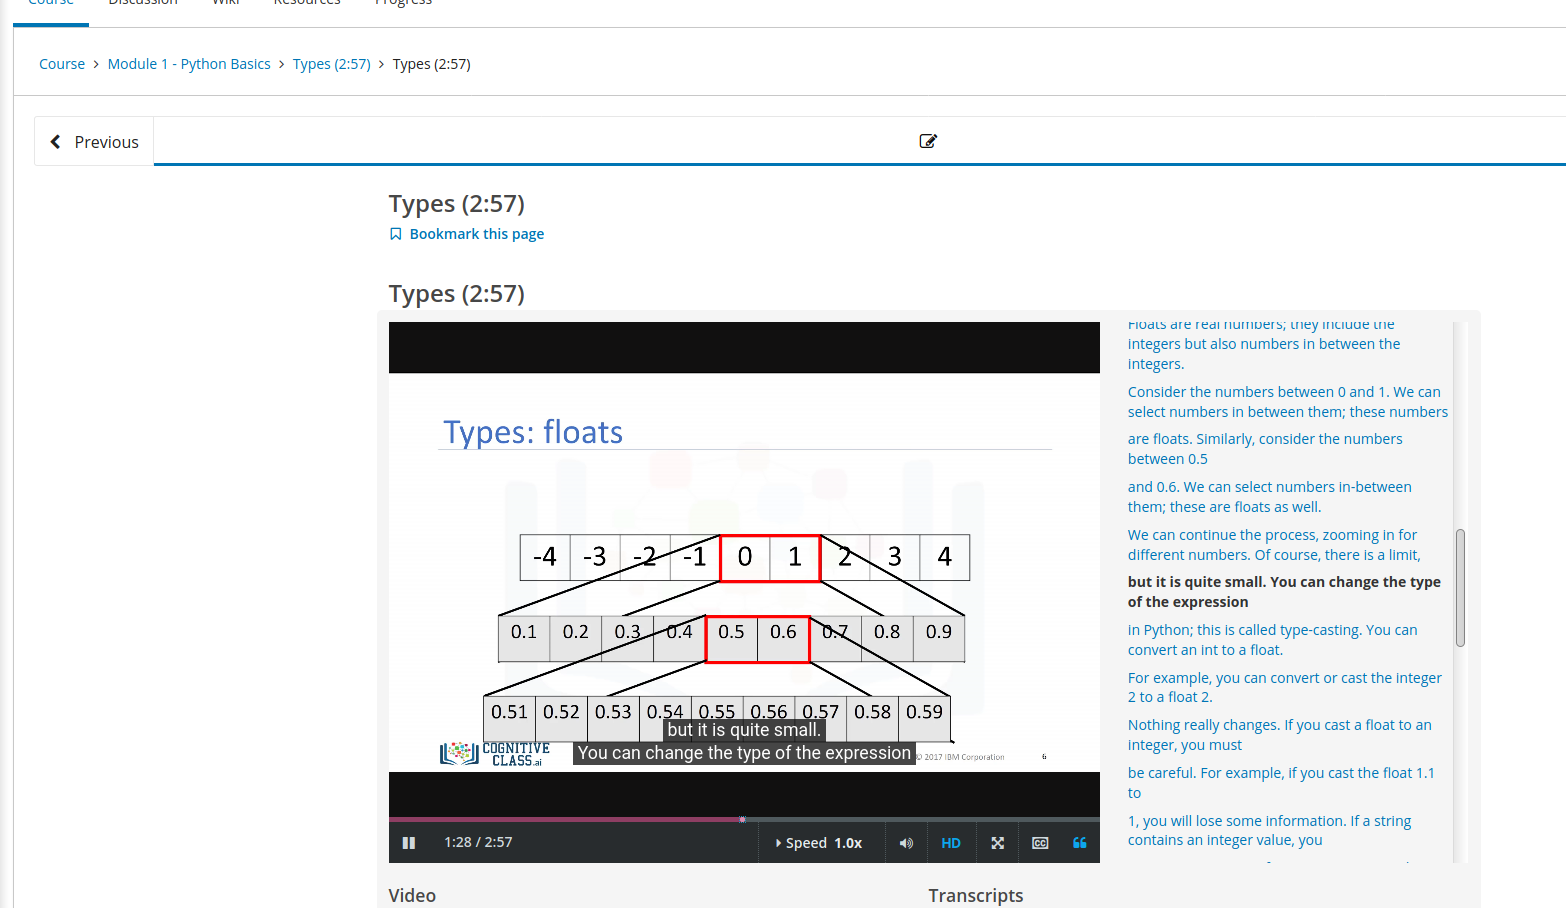 Course Discussion Wiki Resources Progress
Course > Module 1 - Python Basics > Types (2:57) > Types (2:57)
Previous
Types (2:57)
Bookmark this page
Types (2:57)
Types: floats
-4 -3 -2 -1 0 1 2 3 4
0.1 0.2 0.3 0.4 0.5 0.6 0.7 0.8 0.9
0.51 0.52 0.53 0.54 0.55 0.56 0.57 0.58 0.59
but it is quite small.
You can change the type of the expression
COGNITIVE
CLASS.ai
© 2017 IBM Corporation
6
1:28 / 2:57
Speed 1.0x
HD
CC
Floats are real numbers; they include the
integers but also numbers in between the
integers.
Consider the numbers between 0 and 1. We can
select numbers in between them; these numbers
are floats. Similarly, consider the numbers
between 0.5
and 0.6. We can select numbers in-between
them; these are floats as well.
We can continue the process, zooming in for
different numbers. Of course, there is a limit,
but it is quite small. You can change the type
of the expression
in Python; this is called type-casting. You can
convert an int to a float.
For example, you can convert or cast the integer
2 to a float 2.
Nothing really changes. If you cast a float to an
integer, you must
be careful. For example, if you cast the float 1.1
to
1, you will lose some information. If a string
contains an integer value, you
Video
Transcripts